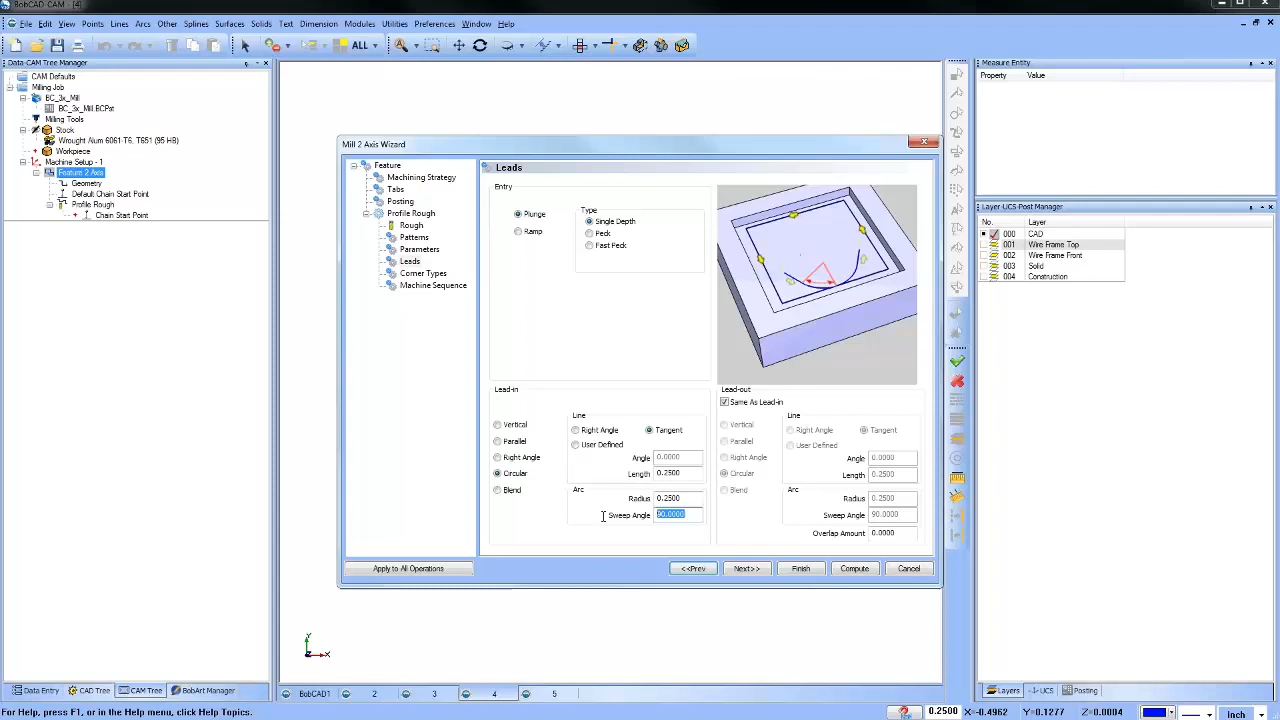 BobCAD-CAM - [4]
File Edit View Points Lines Arcs Other Splines Surfaces Solids Text Dimension Modules Utilities Preferences Window Help
ALL
Data-CAM Tree Manager
CAM Defaults
Milling Job
BC_3x_Mill
BC_3x_Mill.BCPst
Milling Tools
Stock
Wrought Alum 6061-T6, T651 (95 HB)
Workpiece
Machine Setup - 1
Feature 2 Axis
Geometry
Default Chain Start Point
Profile Rough
Chain Start Point
Mill 2 Axis Wizard
Feature
Machining Strategy
Tabs
Posting
Profile Rough
Rough
Patterns
Parameters
Leads
Corner Types
Machine Sequence
Leads
Entry
Plunge
Ramp
Type
Single Depth
Peck
Fast Peck
Lead-in
Vertical
Parallel
Right Angle
Circular
Blend
Line
Right Angle Tangent
User Defined
Angle 0.0000
Length 0.2500
Arc
Radius 0.2500
Sweep Angle 90.0000
Lead-out
Same As Lead-in
Vertical
Parallel
Right Angle
Circular
Blend
Line
Right Angle Tangent
User Defined
Angle 0.0000
Length 0.2500
Arc
Radius 0.2500
Sweep Angle 90.0000
Overlap Amount 0.0000
Apply to All Operations <<Prev Next>> Finish Compute Cancel
Measure Entity
Property Value
Layer-UCS-Post Manager
No. Layer
000 CAD
001 Wire Frame Top
002 Wire Frame Front
003 Solid
004 Construction
Y
Z X
Data Entry CAD Tree CAM Tree BobArt Manager
BobCAD1 2 3 4 5
Layers UCS Posting
For Help, press F1, or in the Help menu, click Help Topics.
0.2500 X=-0.4962 Y=0.1277 Z=0.0004 Inch